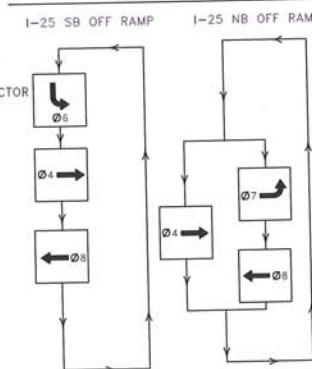 I-25 SB OFF RAMP
I-25 NB OFF RAM
CTOR
Ø6
Ø4
Ø8
Ø7
Ø4
Ø8